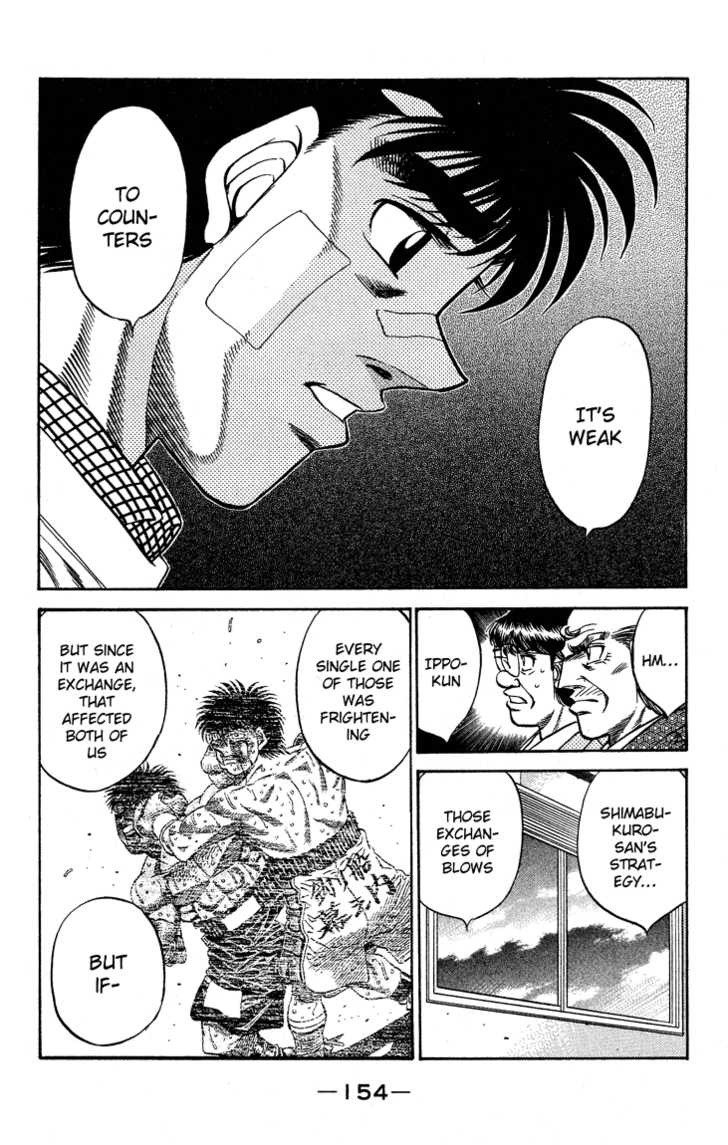 IT'S
WEAK
TO
COUN-
TERS
HM...
IPPO-
KUN
SHIMABU-
KURO-
SAN'S
STRAT-
EGY...
THOSE
EXCHAN-
GES OF
BLOWS
EVERY
SINGLE ONE
OF THOSE
WAS
FRIGHTEN-
ING
BUT SINCE
IT WAS AN
EXCHANGE,
THAT
AFFECTED
BOTH OF
US
BUT
IF-
—154—